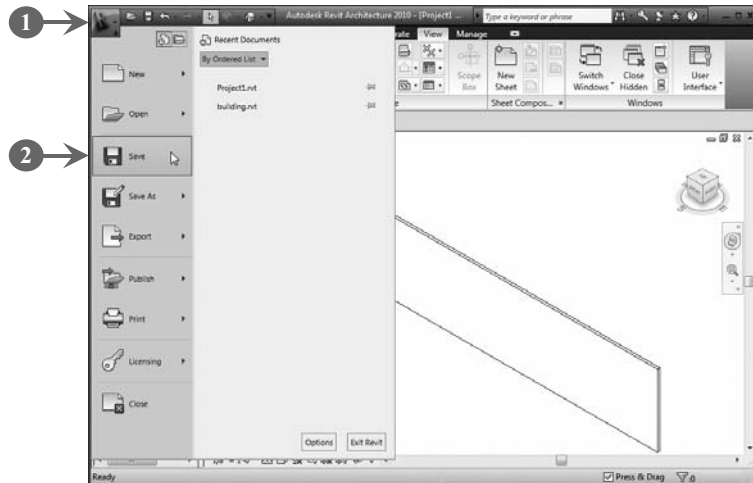 1
Autodesk Revit Architecture 2010 - [Project1 ...
Type a keyword or phrase
View
Manage
Recent Documents
By Ordered List
New
Project1.rvt
building.rvt
Open
Scope
Box
New
Sheet
Switch
Windows
Close
Hidden
User
Interface
Sheet Compos...
Windows
2
Save
Save As
Export
Publish
Print
Licensing
Close
Options
Exit Revit
Ready
Press & Drag
:0